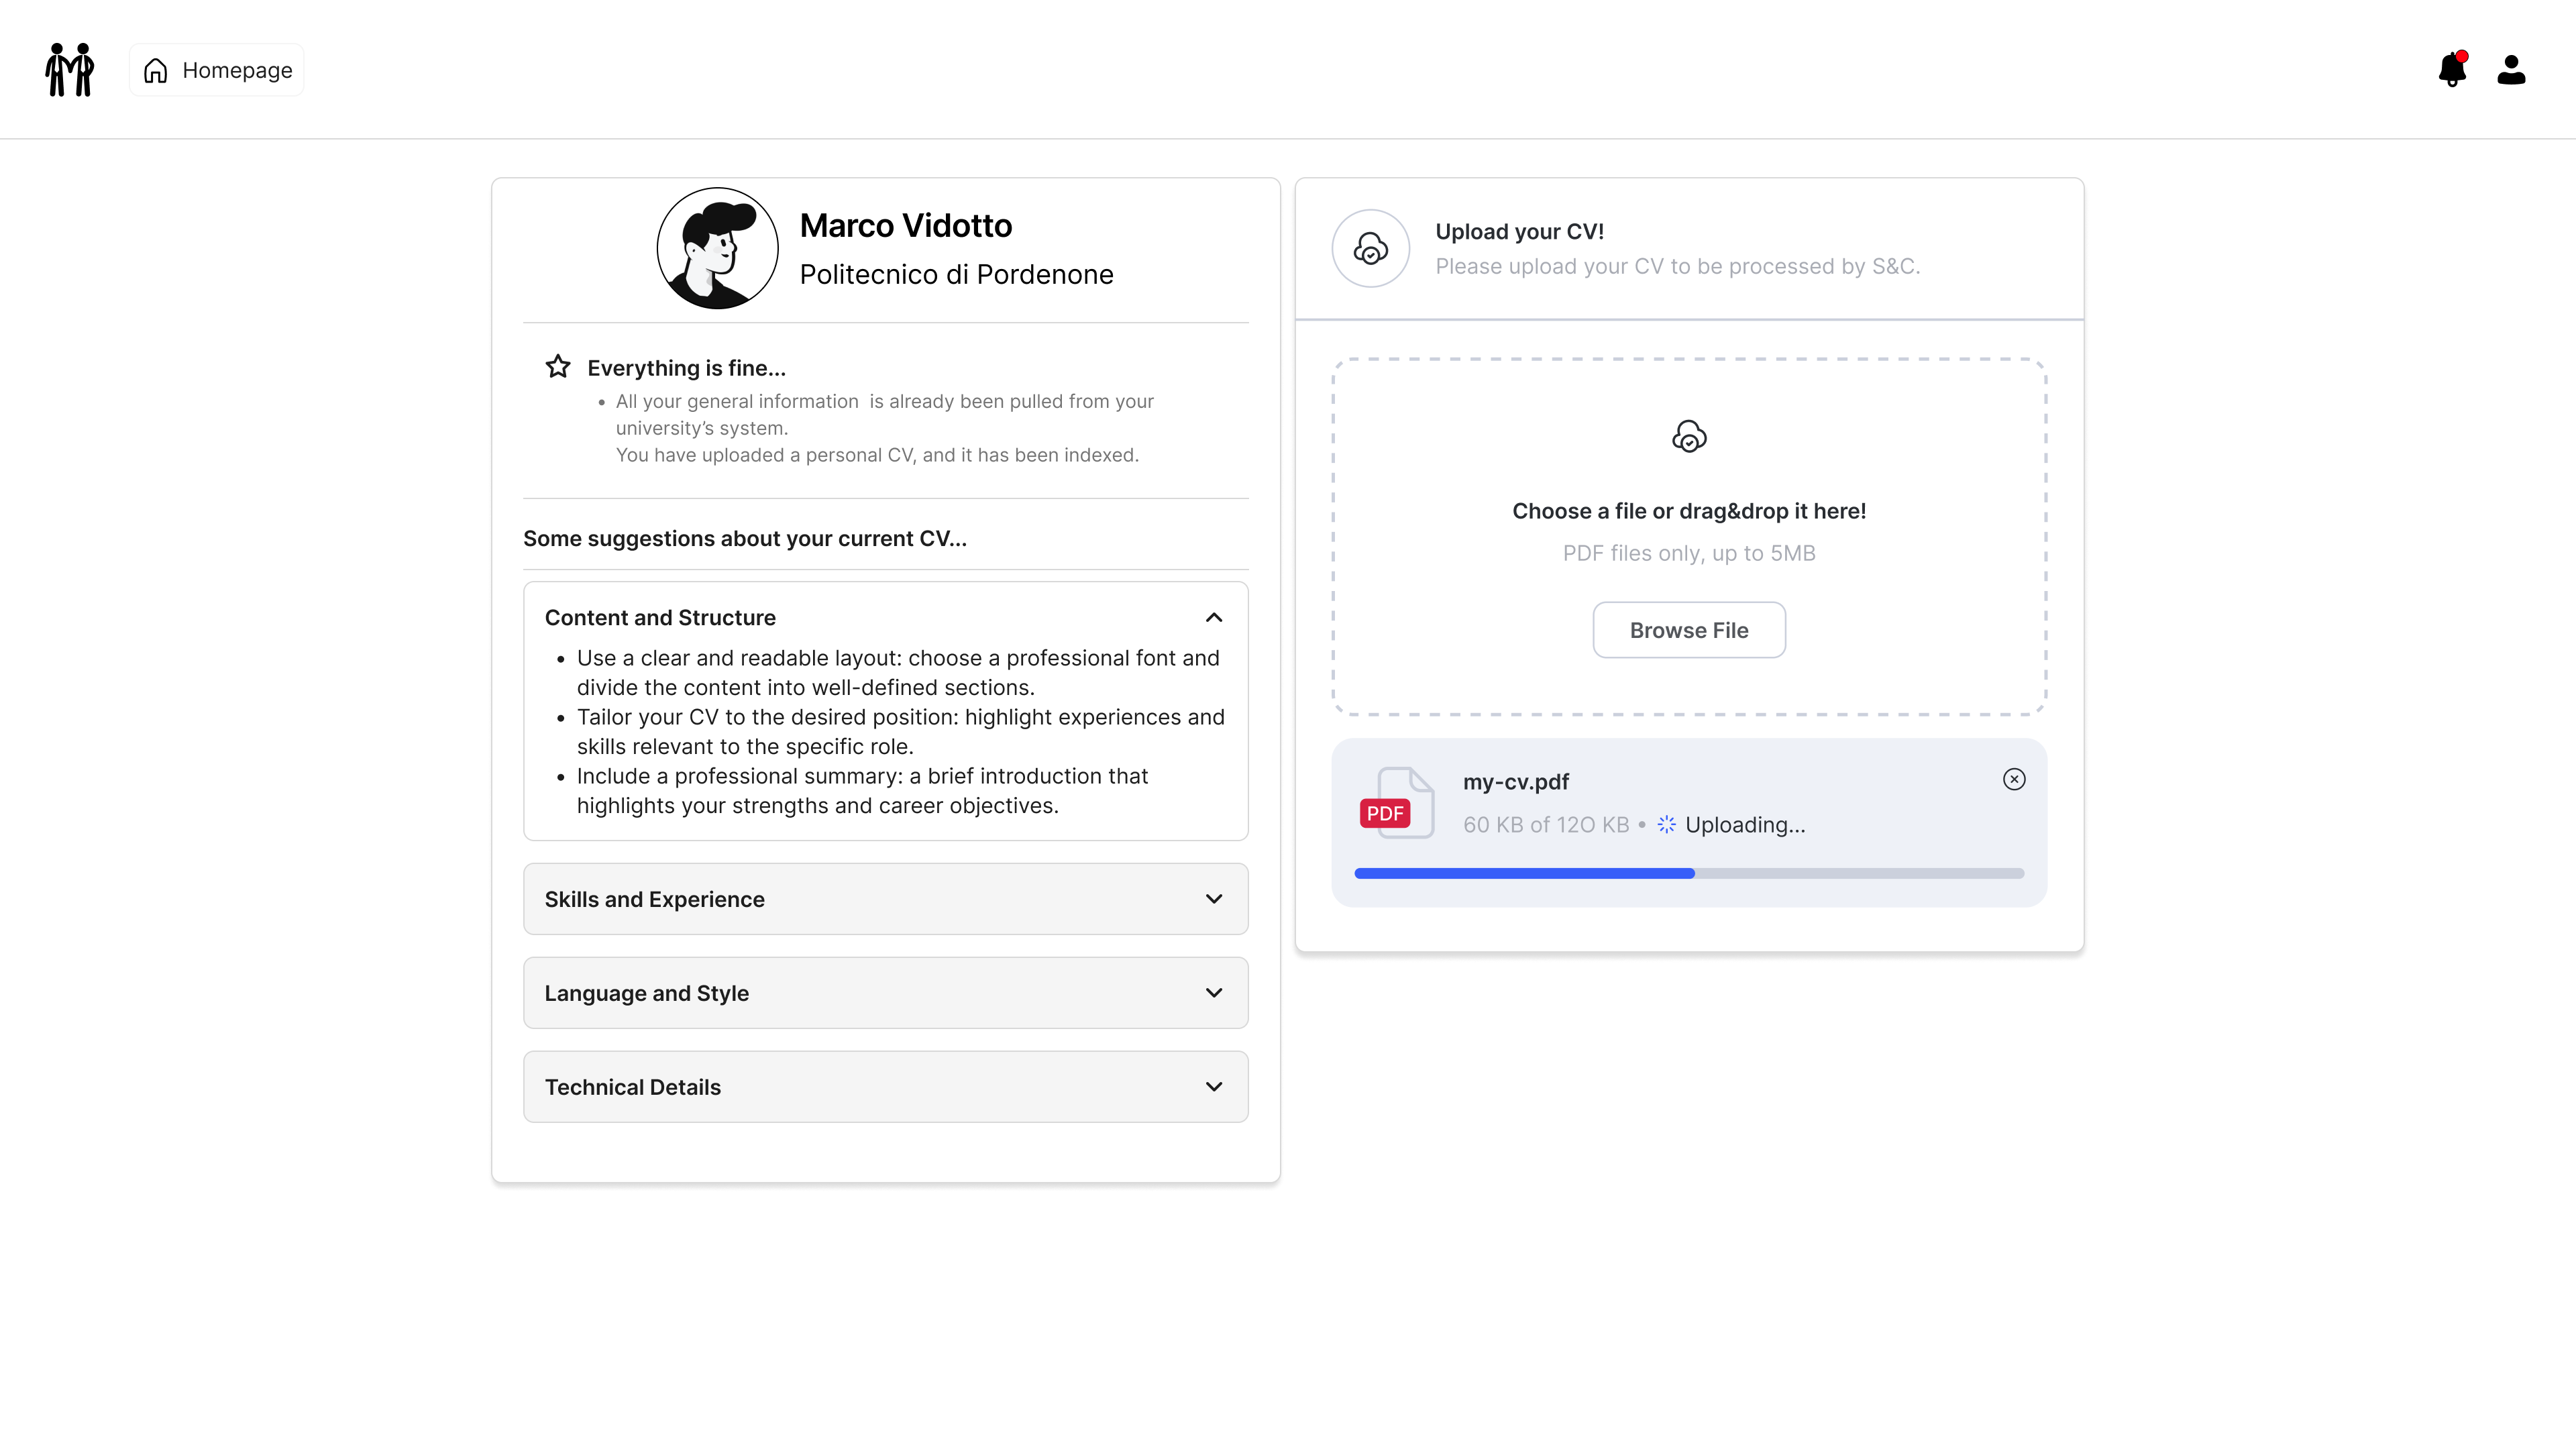 Homepage
Marco Vidotto
Politecnico di Pordenone
Everything is fine...
• All your general information  is already been pulled from your
university’s system.
You have uploaded a personal CV, and it has been indexed.
Some suggestions about your current CV...
Content and Structure
• Use a clear and readable layout: choose a professional font and
divide the content into well-defined sections.
• Tailor your CV to the desired position: highlight experiences and
skills relevant to the specific role.
• Include a professional summary: a brief introduction that
highlights your strengths and career objectives.
Skills and Experience
Language and Style
Technical Details
Upload your CV!
Please upload your CV to be processed by S&C.
Choose a file or drag&drop it here!
PDF files only, up to 5MB
Browse File
PDF
my-cv.pdf
60 KB of 12O KB • Uploading...